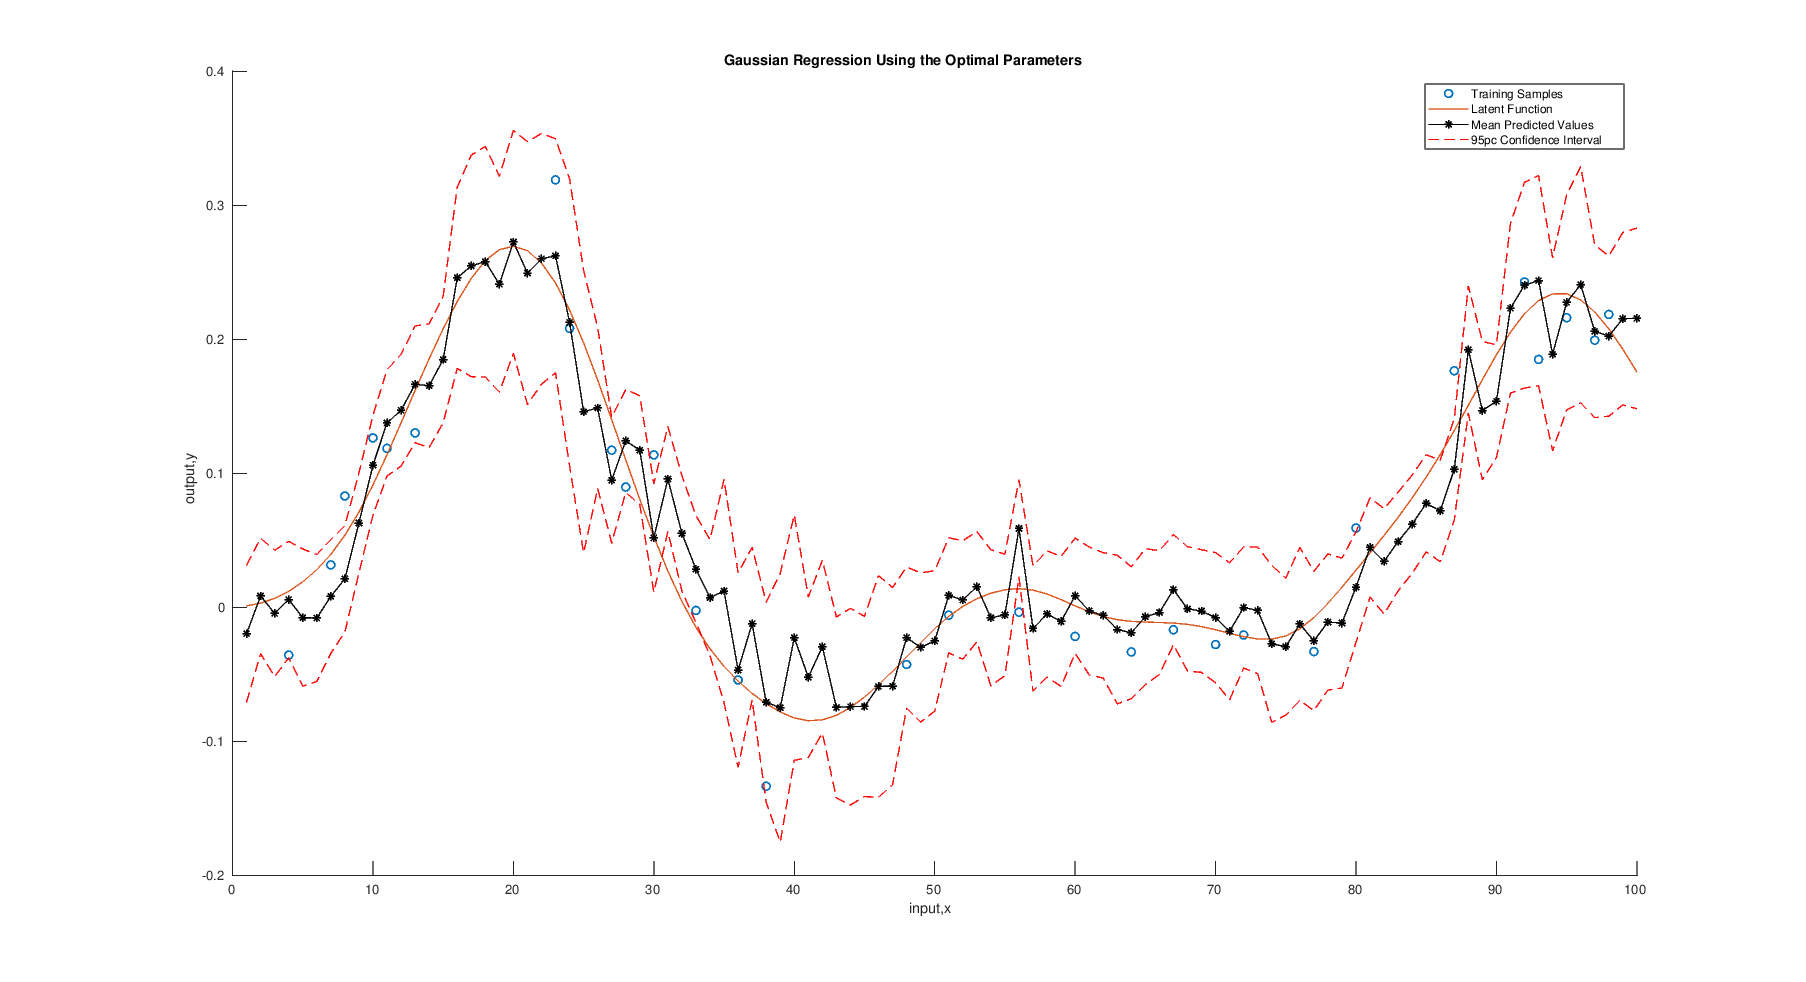 Gaussian Regression Using the Optimal Parameters
0.4
0.3
0.2
0.1
0
-0.1
-0.2
output,y
Training Samples
Latent Function
Mean Predicted Values
95pc Confidence Interval
0 10 20 30 40 50 60 70 80 90 100
input,x